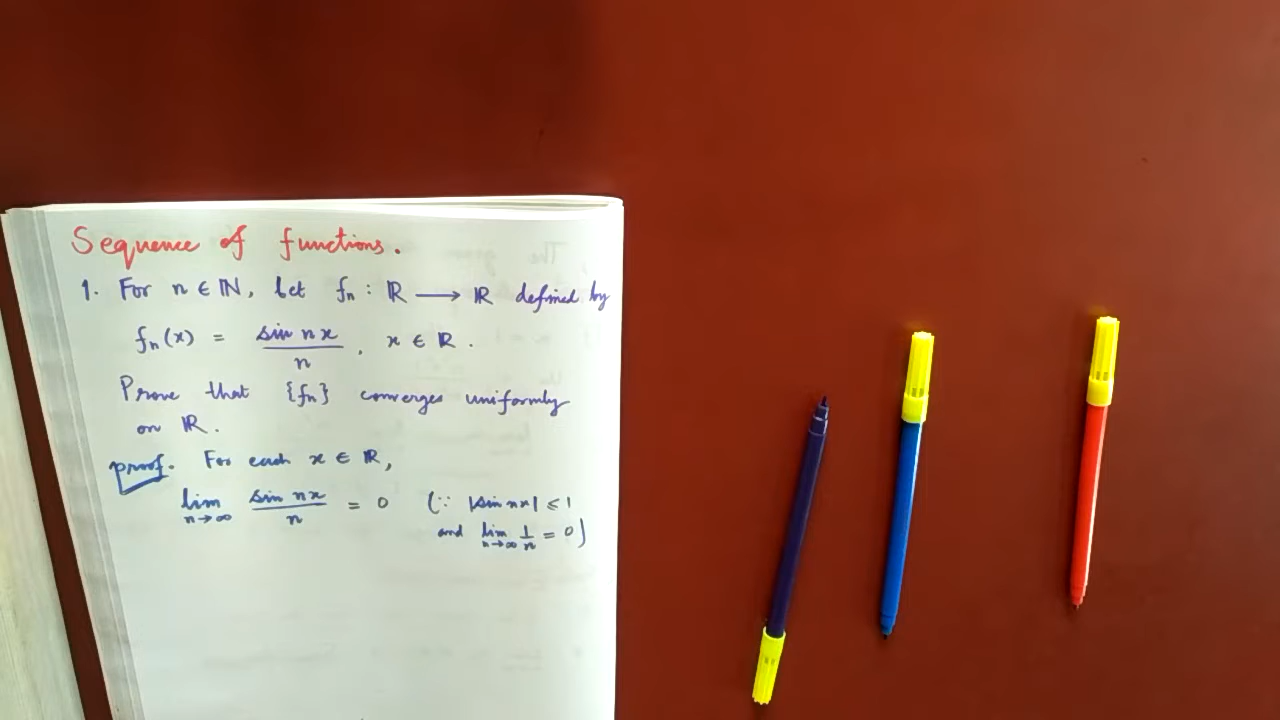 Sequence of functions.
1. For n ∈ ℕ, let fₙ : ℝ ⟶ ℝ defined by
fₙ(x) = sin nx / n , x ∈ ℝ.
Prove that {fₙ} converges uniformly
on ℝ.
proof. For each x ∈ ℝ,
lim n→∞ sin nx / n = 0 (∵ |sin nx| ≤ 1
and lim n→∞ 1/n = 0)